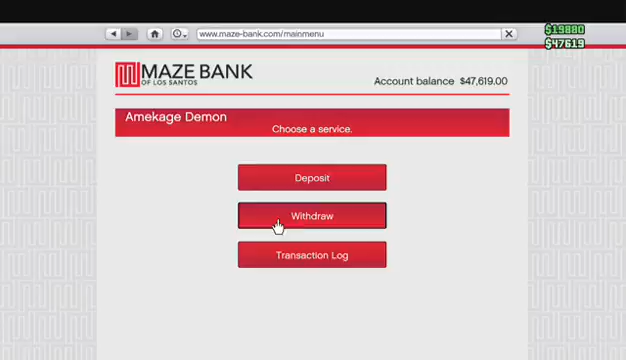 $19880
www.maze-bank.com/mainmenu
$47619
MAZE BANK
OF LOS SANTOS
Account balance $47,619.00
Amekage Demon
Choose a service.
Deposit
Withdraw
Transaction Log